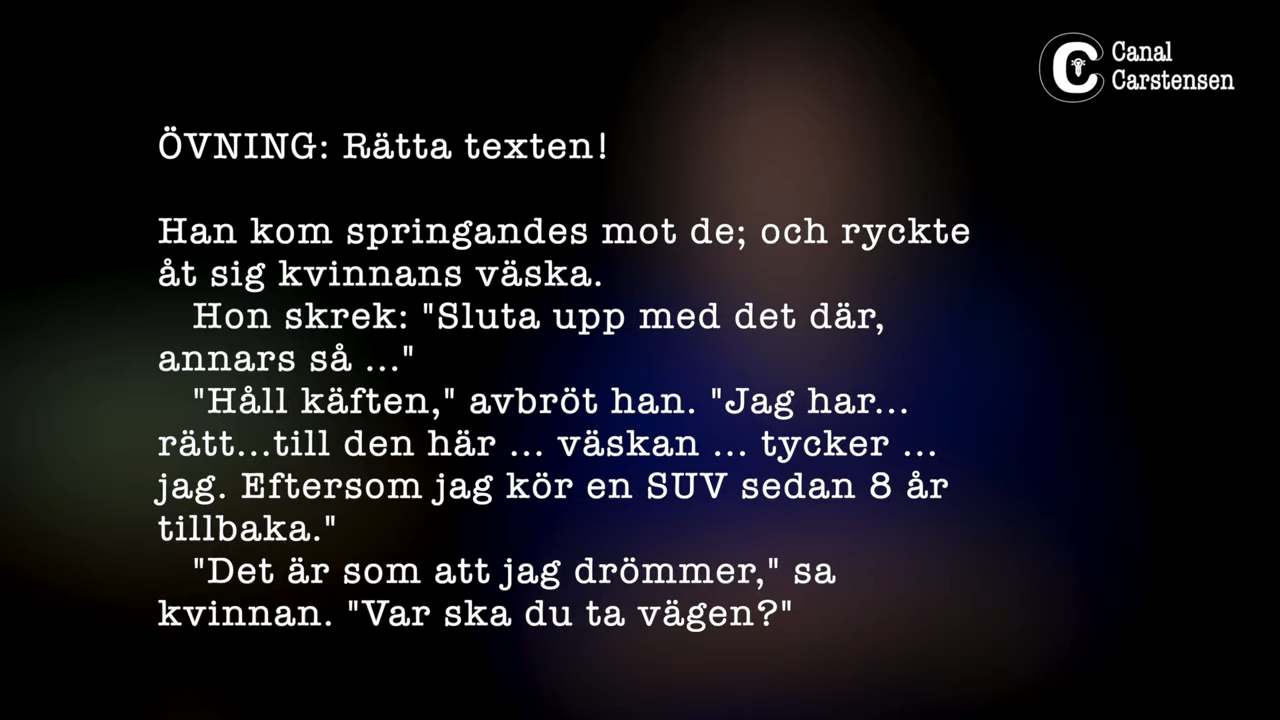 Canal
Carstensen
ÖVNING: Rätta texten!
Han kom springandes mot de; och ryckte
åt sig kvinnans väska.
Hon skrek: "Sluta upp med det där,
annars så ..."
"Håll käften," avbröt han. "Jag har...
rätt...till den här ... väskan ... tycker ...
jag. Eftersom jag kör en SUV sedan 8 år
tillbaka."
"Det är som att jag drömmer," sa
kvinnan. "Var ska du ta vägen?"